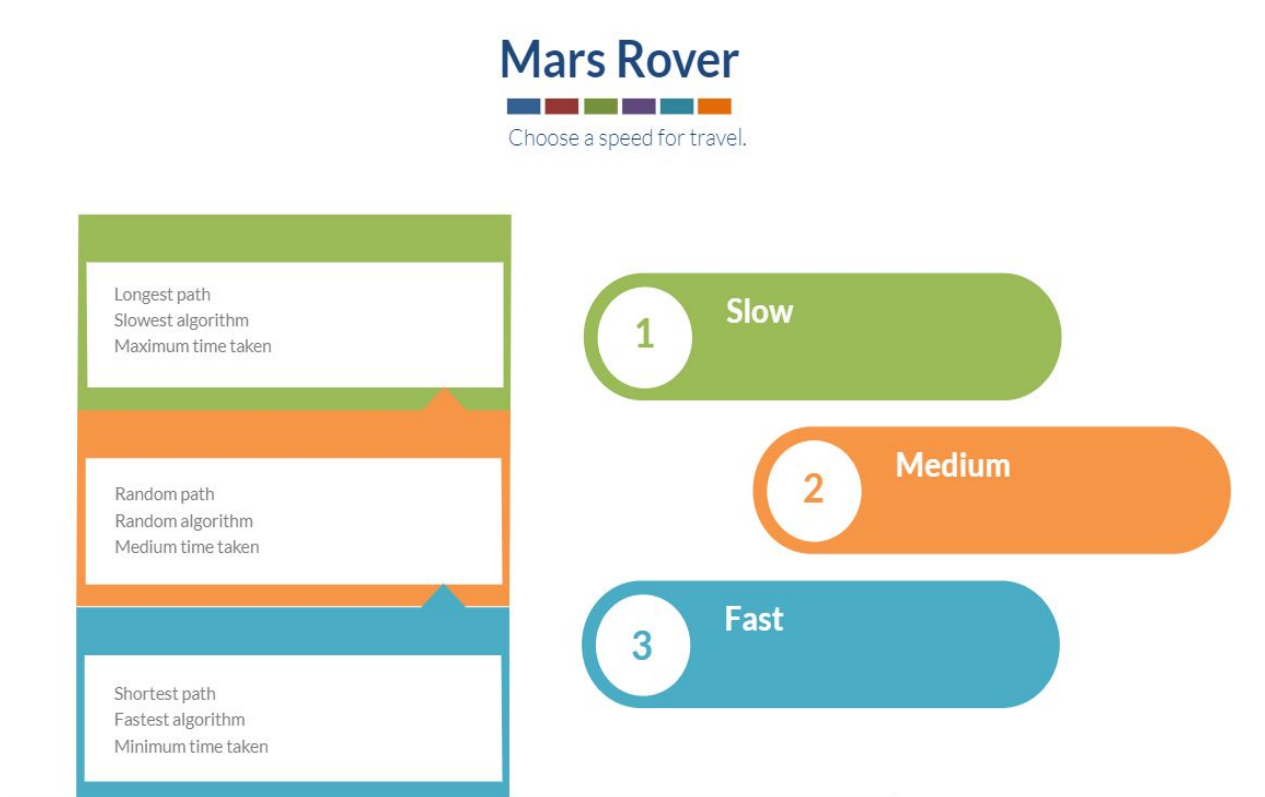 Mars Rover
Choose a speed for travel.
Longest path
Slowest algorithm
Maximum time taken
Random path
Random algorithm
Medium time taken
Shortest path
Fastest algorithm
Minimum time taken
1
Slow
2
Medium
3
Fast